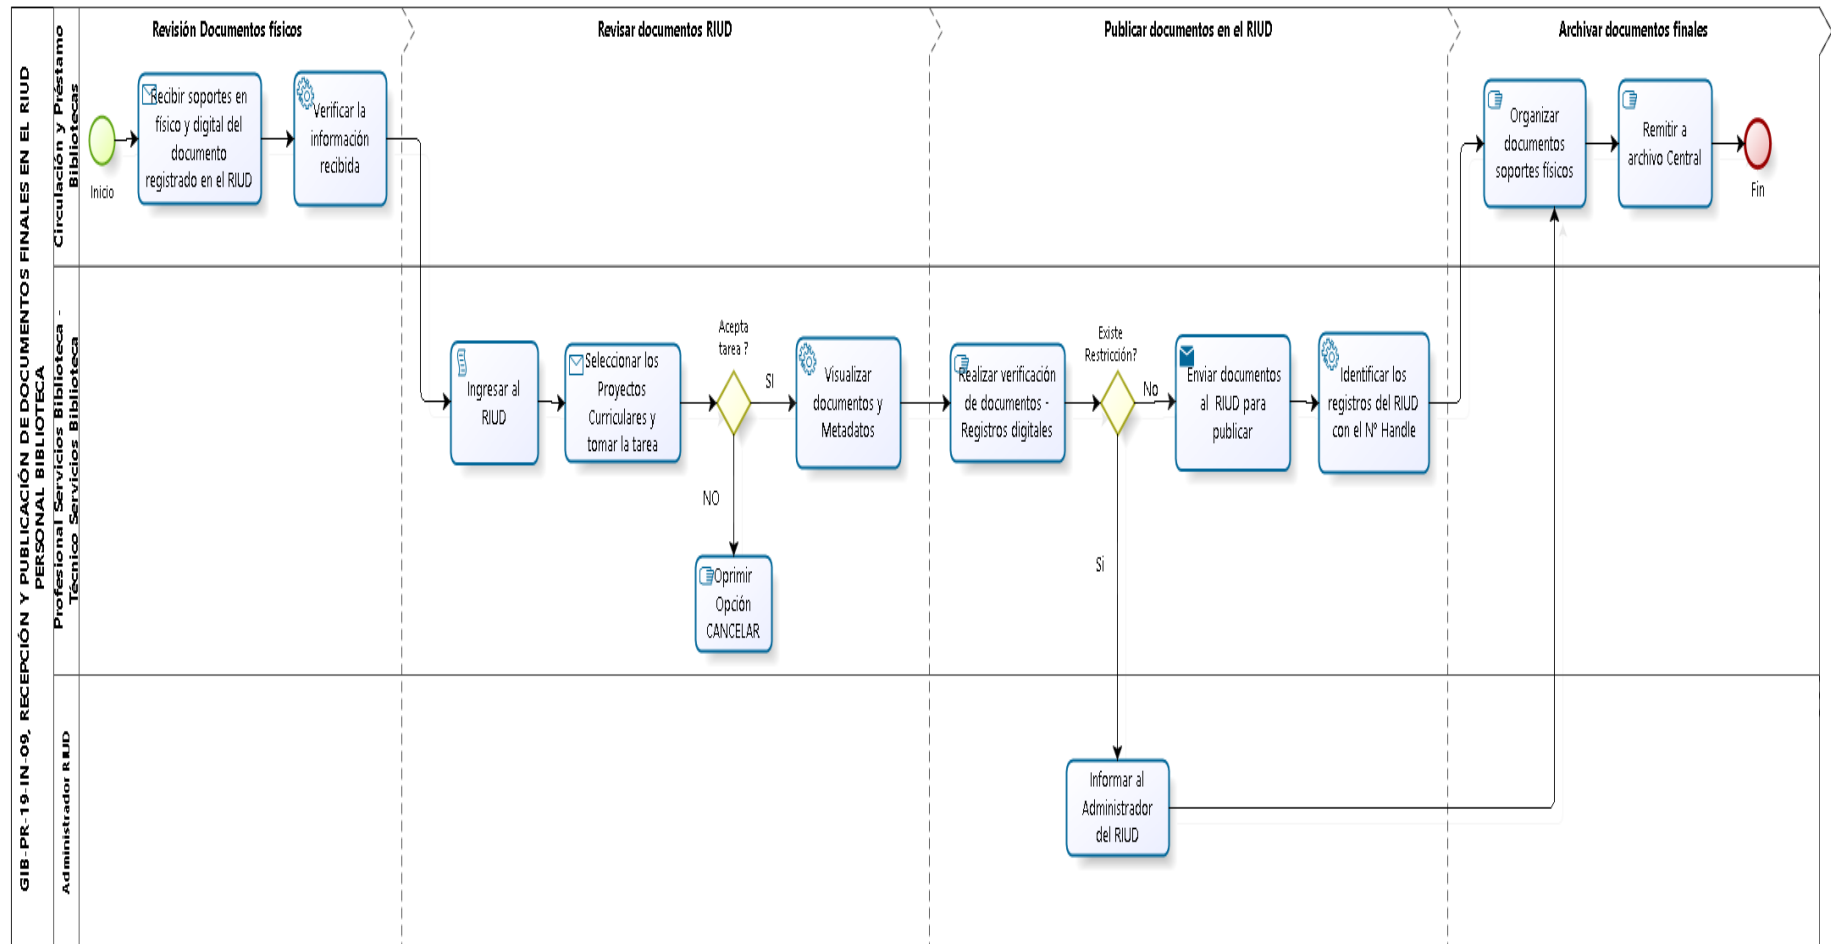 GIB-PR-19-IN-09, RECEPCIÓN Y PUBLICACIÓN DE DOCUMENTOS FINALES EN EL RIUD
PERSONAL BIBLIOTECA
Revisión Documentos físicos
Revisar documentos RIUD
Publicar documentos en el RIUD
Archivar documentos finales
Circulación y Préstamo
Bibliotecas
Inicio
Recibir soportes en
físico y digital del
documento
registrado en el RIUD
Verificar la
información
recibida
Organizar
documentos
soportes físicos
Remitir a
archivo Central
Fin
Profesional Servicios Biblioteca -
Técnico Servicios Biblioteca
Ingresar al
RIUD
Seleccionar los
Proyectos
Curriculares y
tomar la tarea
Acepta
tarea ?
SI
NO
Oprimir
Opción
CANCELAR
Visualizar
documentos y
Metadatos
Realizar verificación
de documentos -
Registros digitales
Existe
Restricción?
No
Si
Enviar documentos
al RIUD para
publicar
Identificar los
registros del RIUD
con el Nº Handle
Administrador RIUD
Informar al
Administrador
del RIUD